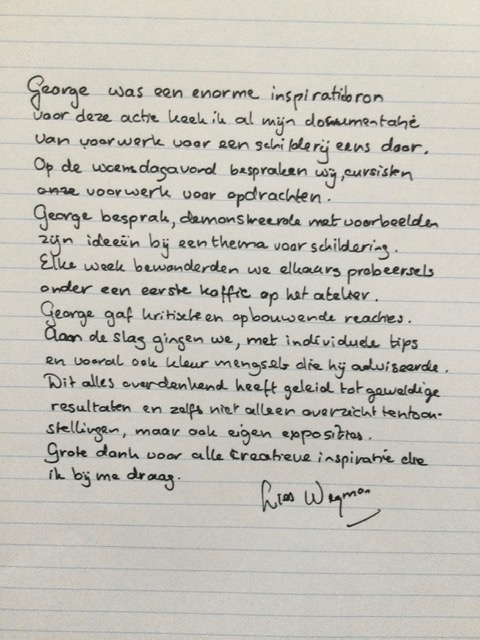 George was een enorme inspiratiebron
voor deze actie keek ik al mijn documentatie
van voorwerk voor een schilderij eens door.
Op de woensdagavond bespraken wij, cursisten
onze voorwerk voor opdrachten.
George besprak, demonstreerde met voorbeelden
zijn ideeën bij een thema voor schildering.
Elke week bewonderden we elkaars probeersels
onder een eerste koffie op het atelier.
George gaf kritische en opbouwende reacties.
Aan de slag gingen we, met individuele tips
en vooral ook kleur mengsels die hij adviseerde.
Dit alles overdenkend heeft geleid tot geweldige
resultaten en zelfs niet alleen overzicht tentoon-
stellingen, maar ook eigen exposities.
Grote dank voor alle creatieve inspiratie die
ik bij me draag.
Lies Wegman